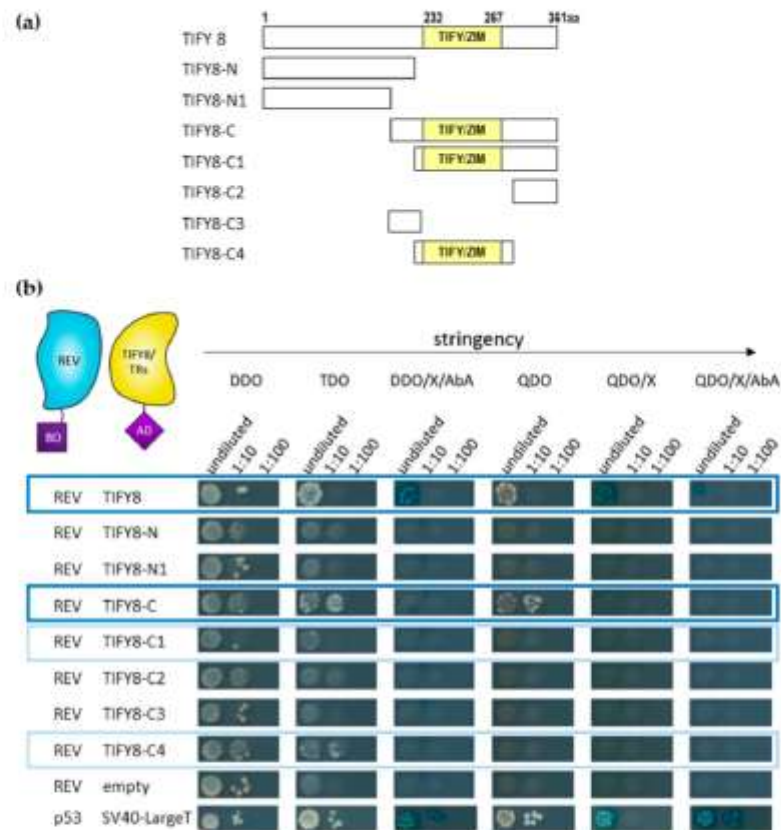 (a)
1 233 267 361aa
TIFY 8 TIFY/ZIM
TIFY8-N
TIFY8-N1
TIFY8-C TIFY/ZIM
TIFY8-C1 TIFY/ZIM
TIFY8-C2
TIFY8-C3
TIFY8-C4 TIFY/ZIM
(b)
REV TIFY8/
TRs
BD AD
stringency
DDO TDO DDO/X/AbA QDO QDO/X QDO/X/AbA
undiluted 1:10 1:100 undiluted 1:10 1:100 undiluted 1:10 1:100 undiluted 1:10 1:100 undiluted 1:10 1:100 undiluted 1:10 1:100
REV TIFY8
REV TIFY8-N
REV TIFY8-N1
REV TIFY8-C
REV TIFY8-C1
REV TIFY8-C2
REV TIFY8-C3
REV TIFY8-C4
REV empty
p53 SV40-LargeT